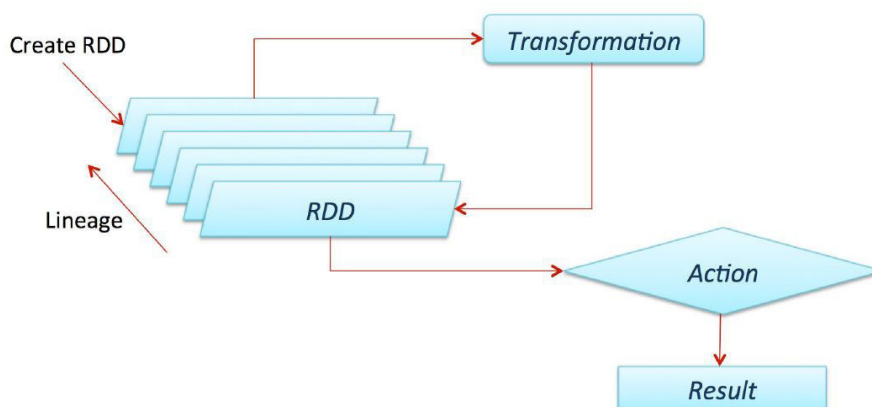 Transformation
Create RDD
Lineage
RDD
Action
Result